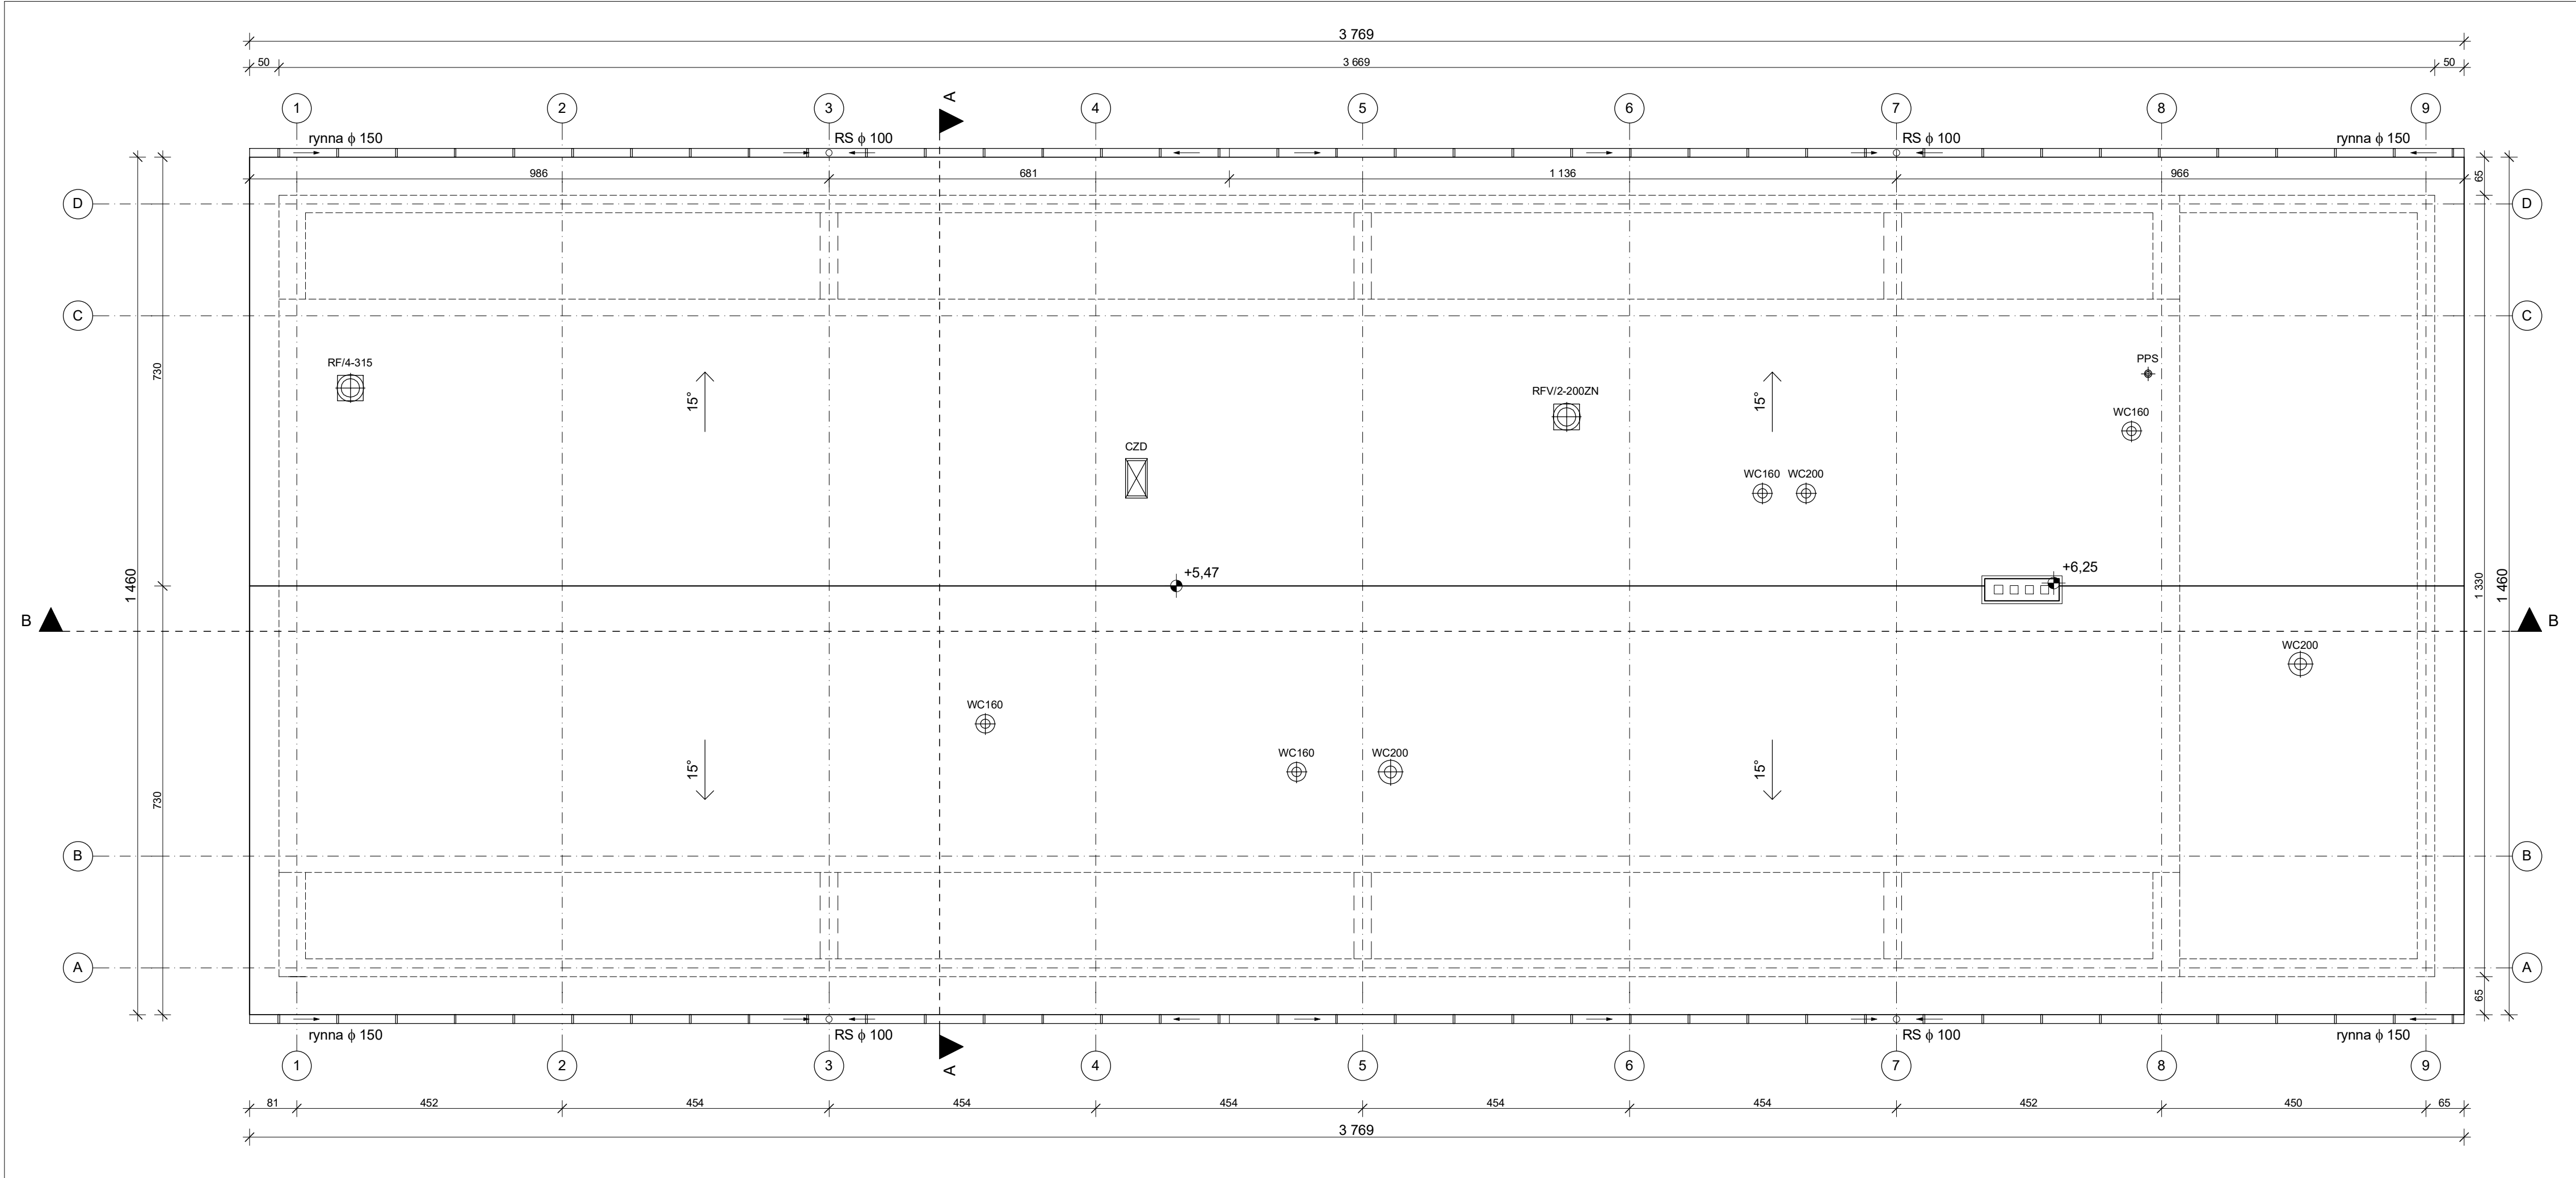 3 769
50 3 669 50
1 2 3 A 4 5 6 7 8 9
rynna ϕ 150 RS ϕ 100 RS ϕ 100 rynna ϕ 150
986 681 1 136 966 65
D D
C C
RF/4-315 PPS
730 15° RFV/2-200ZN 15° WC160
CZD
WC160 WC200
1 460 +5,47 +6,25 1 330 1 460
B B
WC200
WC160
WC160 WC200
730 15° 15°
B B
A A
65
rynna ϕ 150 RS ϕ 100 RS ϕ 100 rynna ϕ 150
1 2 3 A 4 5 6 7 8 9
81 452 454 454 454 454 454 452 450 65
3 769